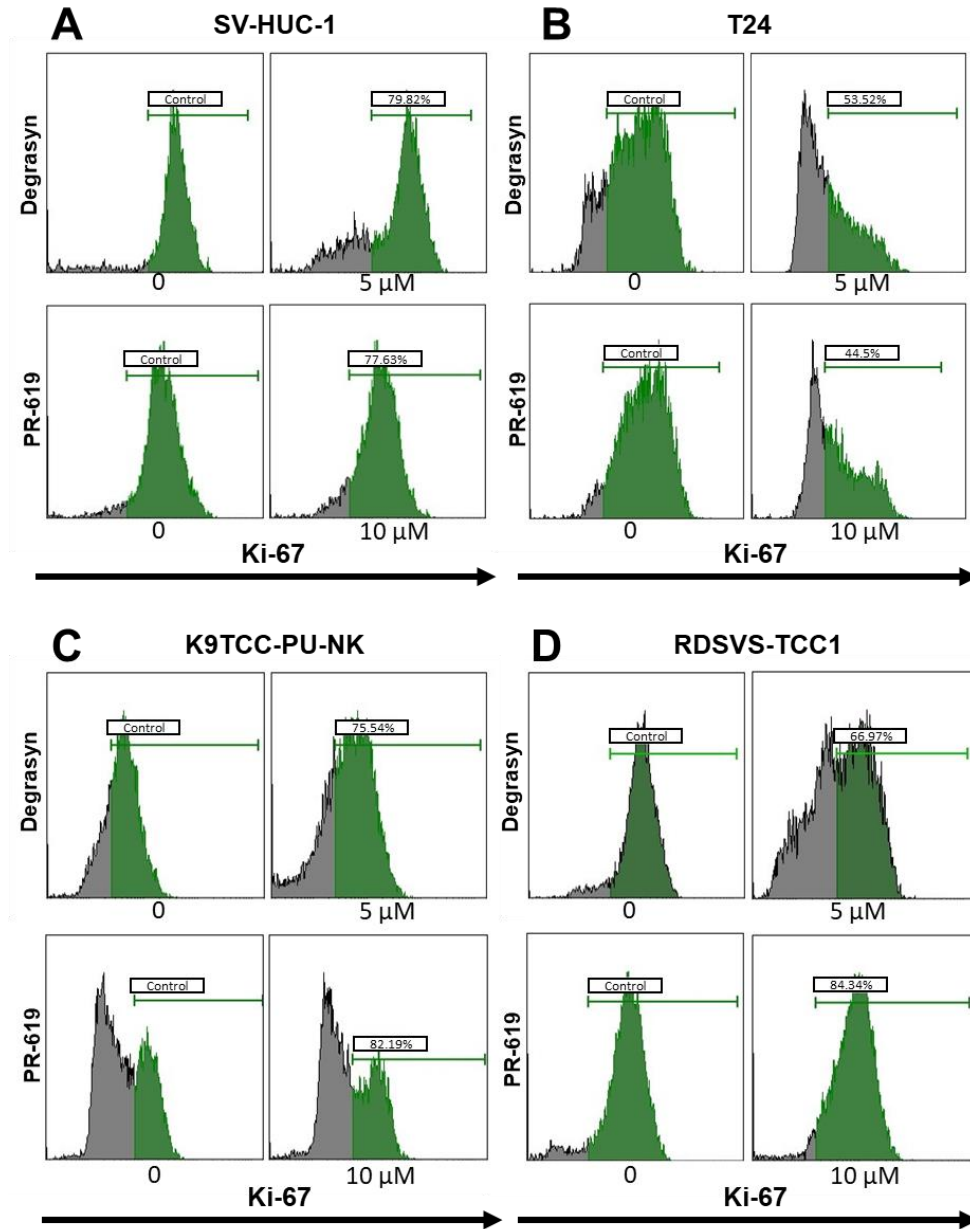 A
SV-HUC-1
Degrasyn
Control
0
79.82%
5 µM
PR-619
Control
0
77.63%
10 µM
Ki-67
B
T24
Degrasyn
Control
0
53.52%
5 µM
PR-619
Control
0
44.5%
10 µM
Ki-67
C
K9TCC-PU-NK
Degrasyn
Control
0
75.54%
5 µM
PR-619
Control
0
82.19%
10 µM
Ki-67
D
RDSVS-TCC1
Degrasyn
Control
0
66.97%
5 µM
PR-619
Control
0
84.34%
10 µM
Ki-67